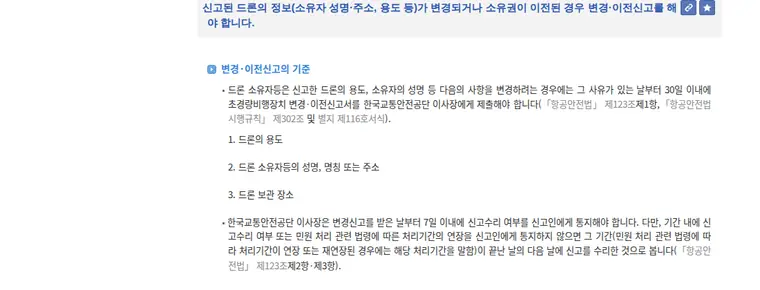 신고된 드론의 정보(소유자 성명·주소, 용도 등)가 변경되거나 소유권이 이전된 경우 변경·이전신고를 해
야 합니다.
변경·이전신고의 기준
· 드론 소유자등은 신고한 드론의 용도, 소유자의 성명 등 다음의 사항을 변경하려는 경우에는 그 사유가 있는 날부터 30일 이내에
초경량비행장치 변경·이전신고서를 한국교통안전공단 이사장에게 제출해야 합니다(「항공안전법」 제123조제1항, 「항공안전법
시행규칙」 제302조 및 별지 제116호서식).
1. 드론의 용도
2. 드론 소유자등의 성명, 명칭 또는 주소
3. 드론 보관 장소
· 한국교통안전공단 이사장은 변경신고를 받은 날부터 7일 이내에 신고수리 여부를 신고인에게 통지해야 합니다. 다만, 기간 내에 신
고수리 여부 또는 민원 처리 관련 법령에 따른 처리기간의 연장을 신고인에게 통지하지 않으면 그 기간(민원 처리 관련 법령에 따
라 처리기간이 연장 또는 재연장된 경우에는 해당 처리기간을 말함)이 끝난 날의 다음 날에 신고를 수리한 것으로 봅니다(「항공안
전법」 제123조제2항·제3항).